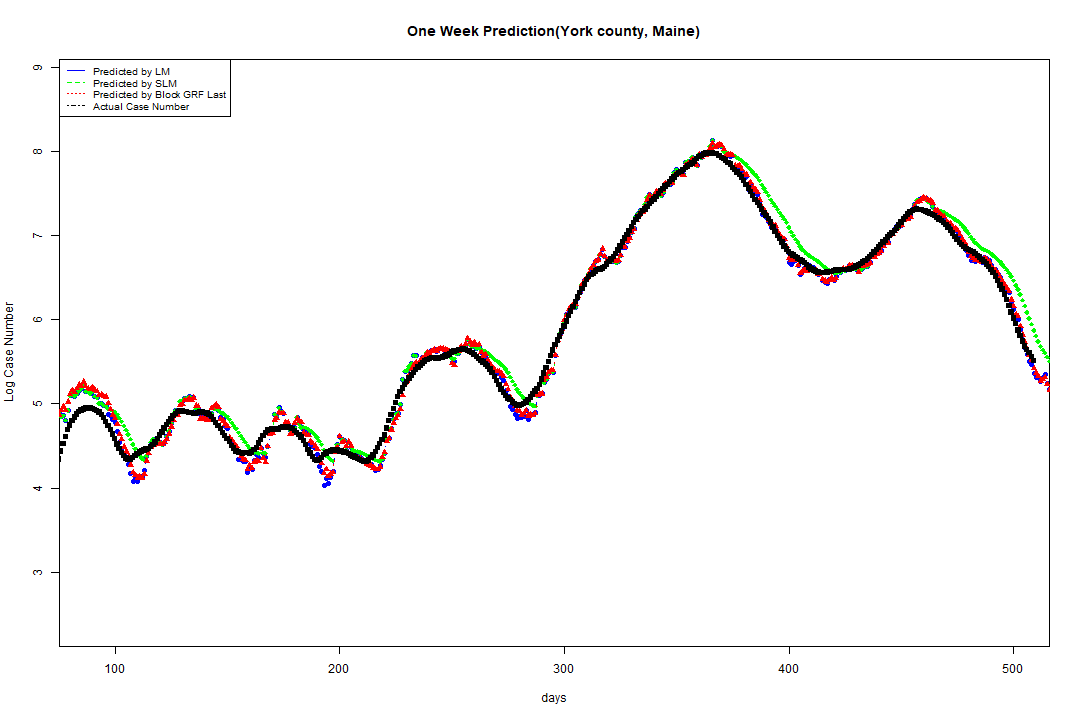 One Week Prediction(York county, Maine)
Predicted by LM
Predicted by SLM
Predicted by Block GRF Last
Actual Case Number
Log Case Number
9
8
7
6
5
4
3
100 200 300 400 500
days